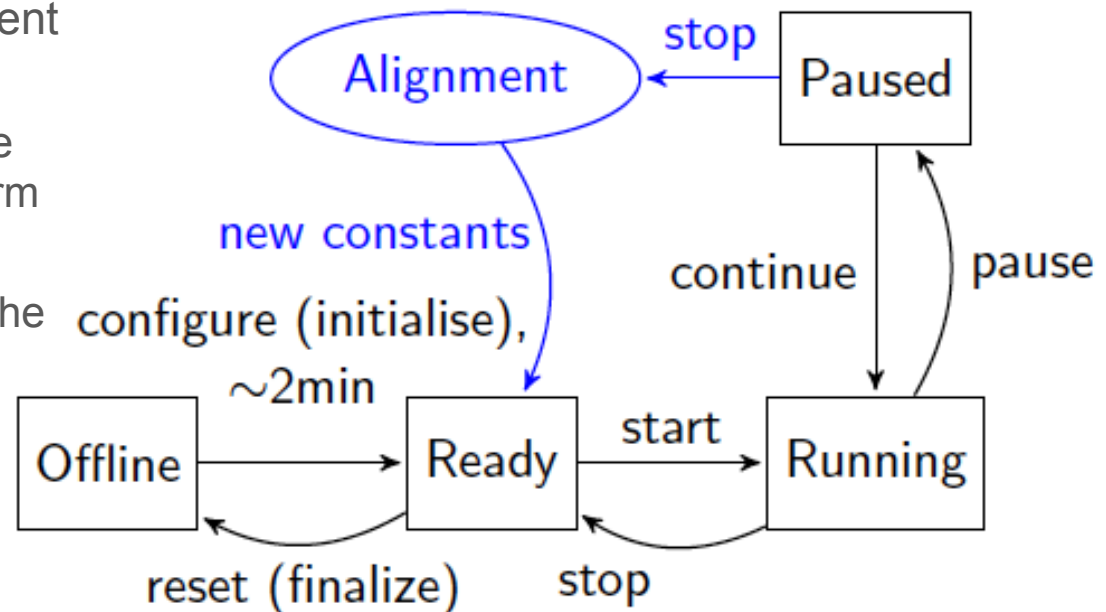 stop
Alignment
Paused
new constants
continue
pause
configure (initialise),
~2min
start
Offline
Ready
Running
reset (finalize)
stop